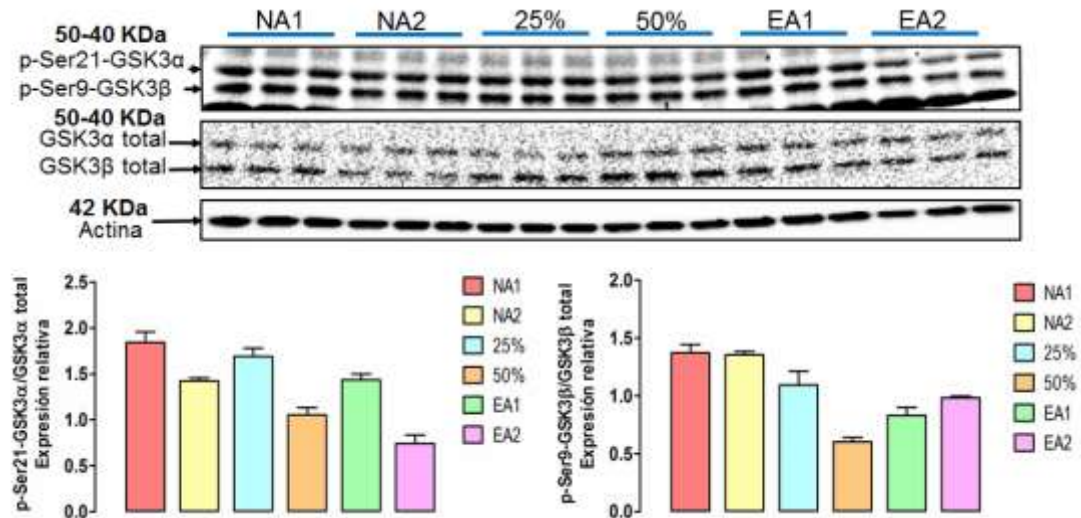 NA1 NA2 25% 50% EA1 EA2
50-40 KDa
p-Ser21-GSK3α
p-Ser9-GSK3β
50-40 KDa
GSK3α total
GSK3β total
42 KDa
Actina
p-Ser21-GSK3α/GSK3α total
Expresión relativa
2.5
2.0
1.5
1.0
0.5
0.0
NA1
NA2
25%
50%
EA1
EA2
p-Ser9-GSK3β/GSK3β total
Expresión relativa
2.0
1.5
1.0
0.5
0.0
NA1
NA2
25%
50%
EA1
EA2